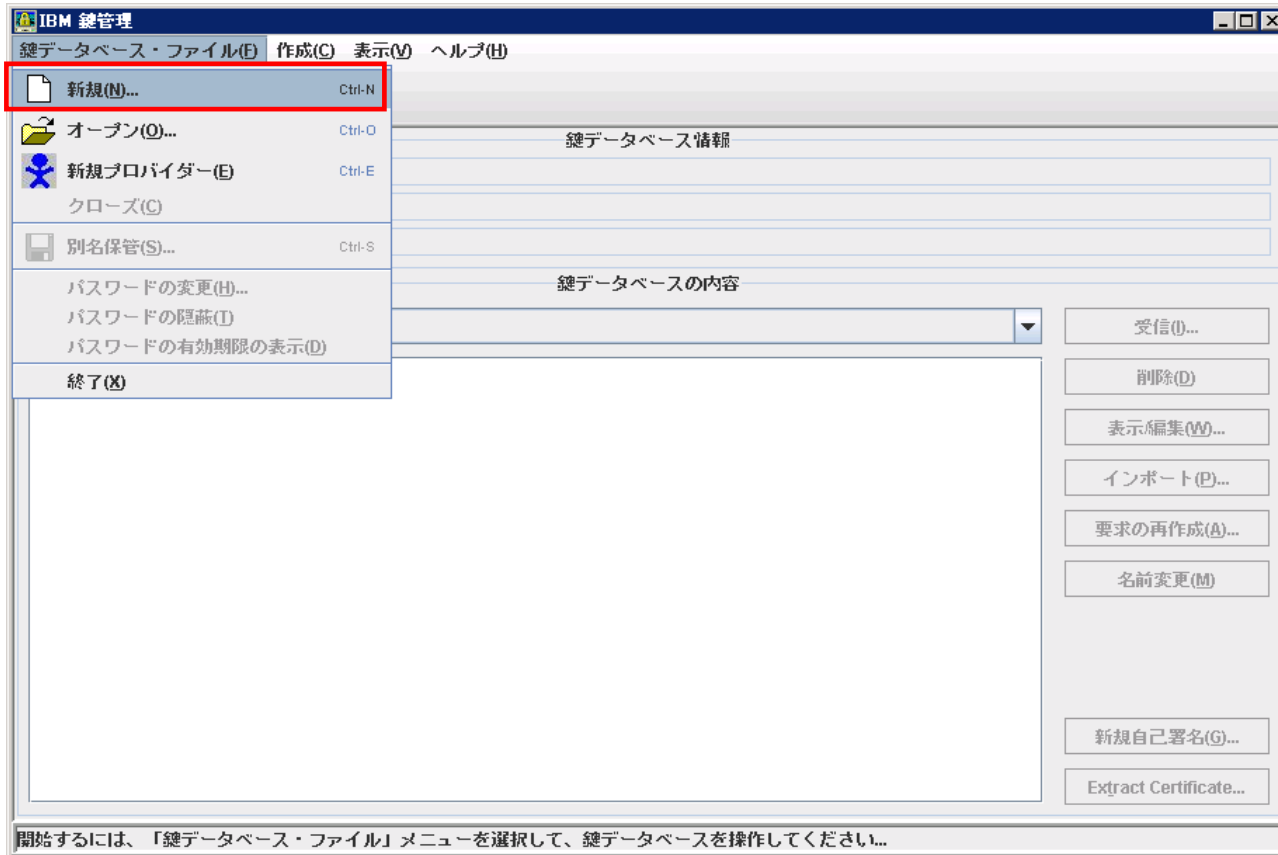 IBM 鍵管理
鍵データベース・ファイル(F) 作成(C) 表示(V) ヘルプ(H)
新規(N)... Ctrl-N
オープン(O)... Ctrl-O
新規プロバイダー(E) Ctrl-E
クローズ(C)
別名保管(S)... Ctrl-S
パスワードの変更(H)...
パスワードの隠蔽(T)
パスワードの有効期限の表示(D)
終了(X)
鍵データベース情報
鍵データベースの内容
受信(I)...
削除(D)
表示/編集(W)...
インポート(P)...
要求の再作成(A)...
名前変更(M)
新規自己署名(G)...
Extract Certificate...
開始するには、「鍵データベース・ファイル」メニューを選択して、鍵データベースを操作してください...